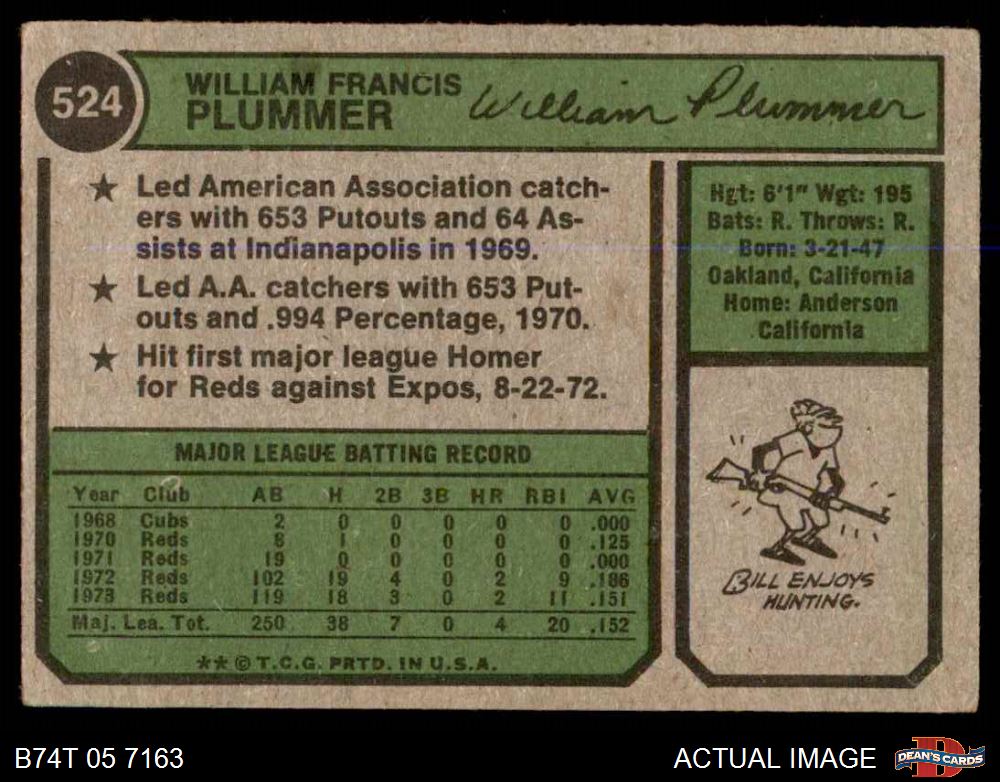 524
WILLIAM FRANCIS
PLUMMER
William Plummer
★ Led American Association catch-
ers with 653 Putouts and 64 As-
sists at Indianapolis in 1969.
★ Led A.A. catchers with 653 Put-
outs and .994 Percentage, 1970.
★ Hit first major league Homer
for Reds against Expos, 8-22-72.
Hgt: 6'1" Wgt: 195
Bats: R. Throws: R.
Born: 3-21-47
Oakland, California
Home: Anderson
California
MAJOR LEAGUE BATTING RECORD
Year Club AB H 2B 3B HR RBI AVG
1968 Cubs 2 0 0 0 0 0 .000
1970 Reds 8 1 0 0 0 0 .125
1971 Reds 19 0 0 0 0 0 .000
1972 Reds 102 19 4 0 2 9 .186
1973 Reds 119 18 3 0 2 11 .151
Maj. Lea. Tot. 250 38 7 0 4 20 .152
** © T.C.G. PRTD. IN U.S.A.
BILL ENJOYS
HUNTING.
B74T 05 7163
ACTUAL IMAGE
D
DEAN'S CARDS